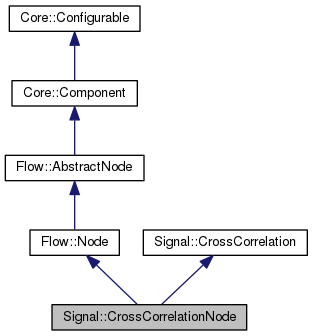 Core::Configurable
Core::Component
Flow::AbstractNode
Flow::Node
Signal::CrossCorrelation
Signal::CrossCorrelationNode